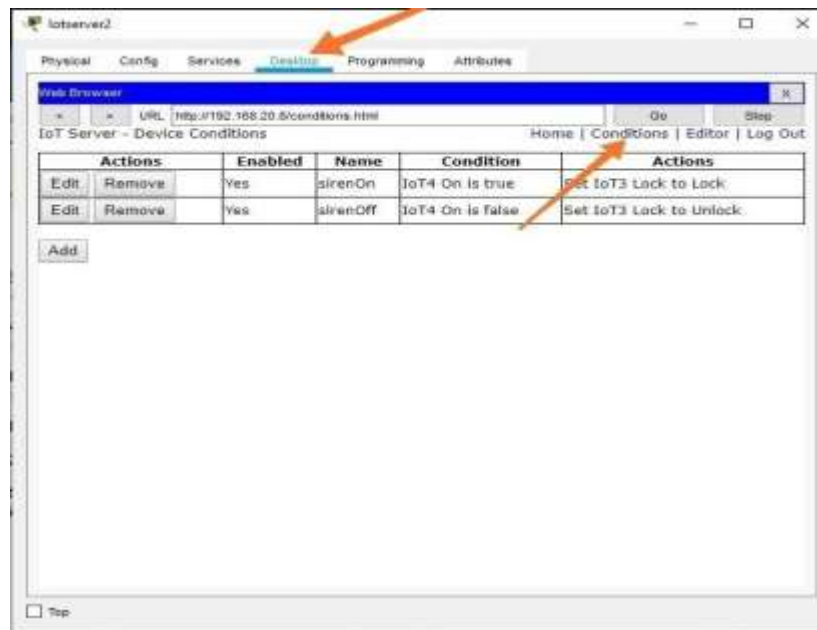 Iotserver2
Physical Config Services Desktop Programming Attributes
Web Browser X
< > URL http://192.168.20.6/conditions.html Go Stop
IoT Server - Device Conditions Home | Conditions | Editor | Log Out
Actions Enabled Name Condition Actions
Edit Remove Yes sirenOn IoT4 On is true Set IoT3 Lock to Lock
Edit Remove Yes sirenOff IoT4 On is false Set IoT3 Lock to Unlock
Add
Top